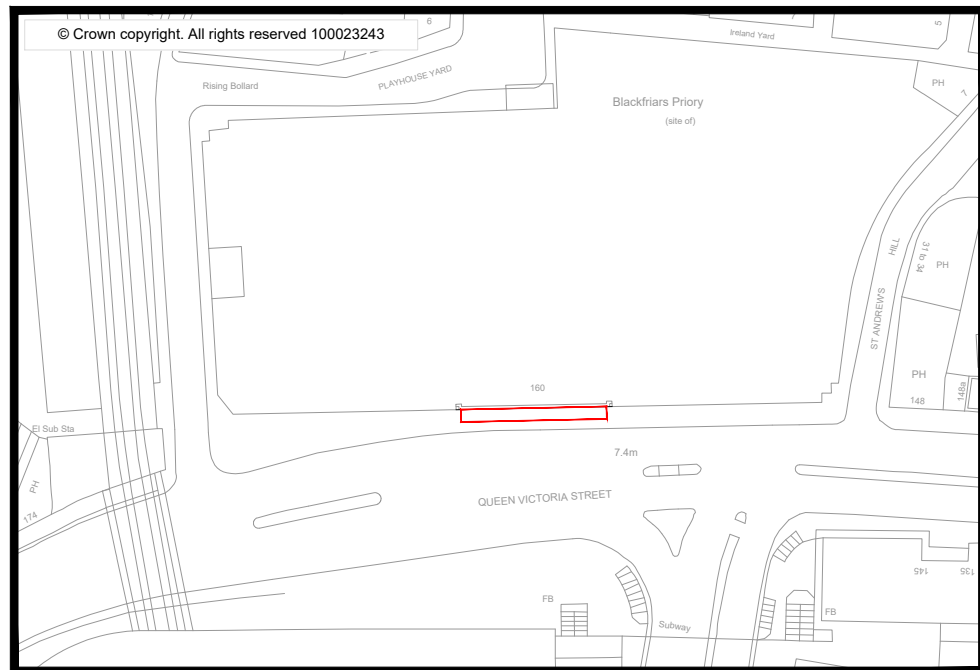 © Crown copyright. All rights reserved 100023243
6
7
5
Ireland Yard
Rising Bollard
PLAYHOUSE YARD
PH
7
Blackfriars Priory
(site of)
HILL
31 to 34
PH
ST ANDREW'S
160
PH
148
148a
El Sub Sta
7.4m
PH
174
QUEEN VICTORIA STREET
145
135
FB
FB
Subway